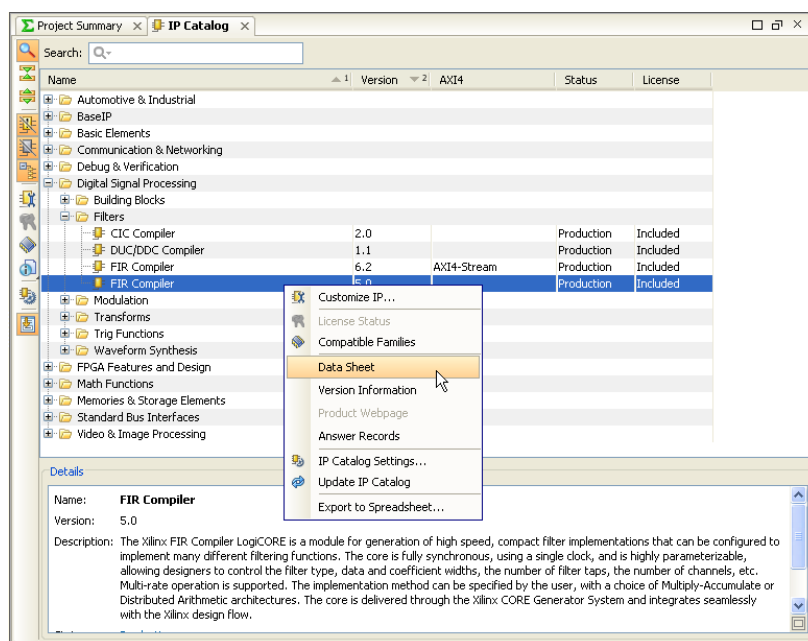 Project Summary × IP Catalog ×
Search:
Name 1 Version 2 AXI4 Status License
Automotive & Industrial
BaseIP
Basic Elements
Communication & Networking
Debug & Verification
Digital Signal Processing
Building Blocks
Filters
CIC Compiler 2.0 Production Included
DUC/DDC Compiler 1.1 Production Included
FIR Compiler 6.2 AXI4-Stream Production Included
FIR Compiler 5.0 Production Included
Modulation
Transforms
Trig Functions
Waveform Synthesis
FPGA Features and Design
Math Functions
Memories & Storage Elements
Standard Bus Interfaces
Video & Image Processing
Customize IP...
License Status
Compatible Families
Data Sheet
Version Information
Product Webpage
Answer Records
IP Catalog Settings...
Update IP Catalog
Export to Spreadsheet...
Details
Name: FIR Compiler
Version: 5.0
Description: The Xilinx FIR Compiler LogiCORE is a module for generation of high speed, compact filter implementations that can be configured to
implement many different filtering functions. The core is fully synchronous, using a single clock, and is highly parameterizable,
allowing designers to control the filter type, data and coefficient widths, the number of filter taps, the number of channels, etc.
Multi-rate operation is supported. The implementation method can be specified by the user, with a choice of Multiply-Accumulate or
Distributed Arithmetic architectures. The core is delivered through the Xilinx CORE Generator System and integrates seamlessly
with the Xilinx design flow.